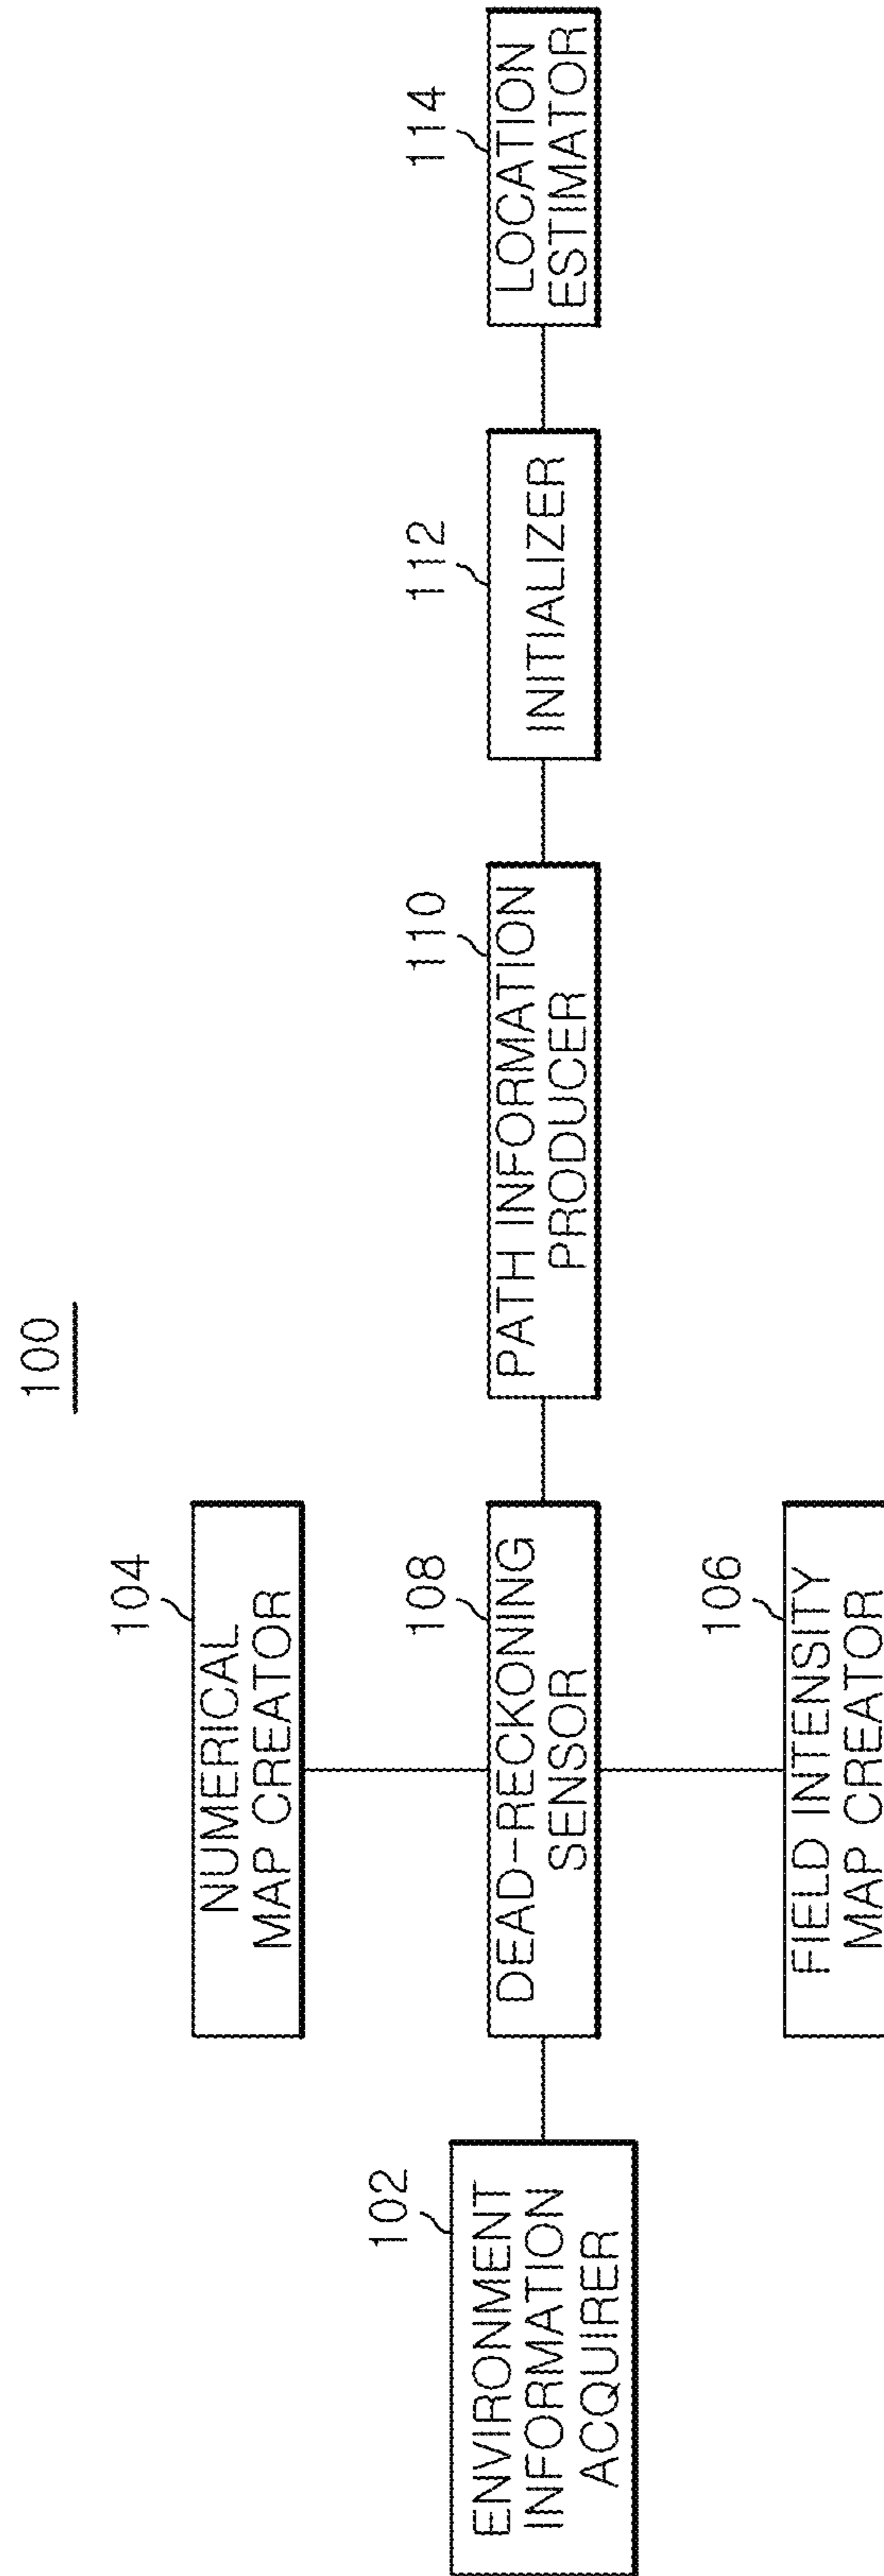 100
104
NUMERICAL
MAP CREATOR
102
ENVIRONMENT
INFORMATION
ACQUIRER
108
DEAD-RECKONING
SENSOR
110
PATH INFORMATION
PRODUCER
112
INITIALIZER
114
LOCATION
ESTIMATOR
106
FIELD INTENSITY
MAP CREATOR